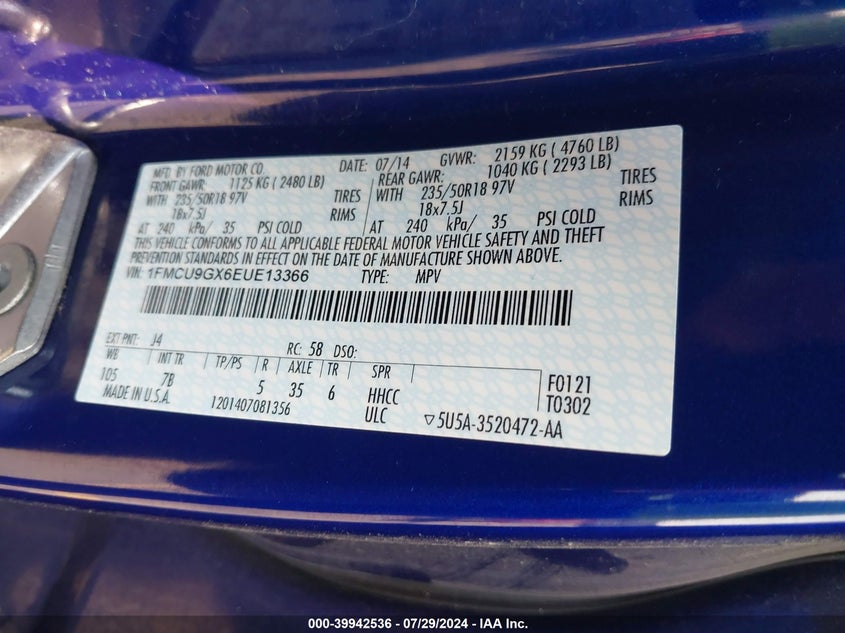 MFD. BY FORD MOTOR CO.
DATE: 07/14 GVWR: 2159 KG ( 4760 LB)
FRONT GAWR: 1125 KG ( 2480 LB) REAR GAWR: 1040 KG ( 2293 LB)
WITH 235/50R18 97V TIRES WITH 235/50R18 97V TIRES
18x7.5J RIMS 18x7.5J RIMS
AT 240 kPa/ 35 PSI COLD AT 240 kPa/ 35 PSI COLD
THIS VEHICLE CONFORMS TO ALL APPLICABLE FEDERAL MOTOR VEHICLE SAFETY AND THEFT
PREVENTION STANDARDS IN EFFECT ON THE DATE OF MANUFACTURE SHOWN ABOVE.
VIN: 1FMCU9GX6EUE13366 TYPE: MPV
EXT PNT: J4 RC: 58 DSO:
WB INT TR TP/PS R AXLE TR SPR
105 7B 5 35 6 HHCC F0121
MADE IN U.S.A. 1201407081356 ULC T0302
▽5U5A-3520472-AA
000-39942536 - 07/29/2024 - IAA Inc.